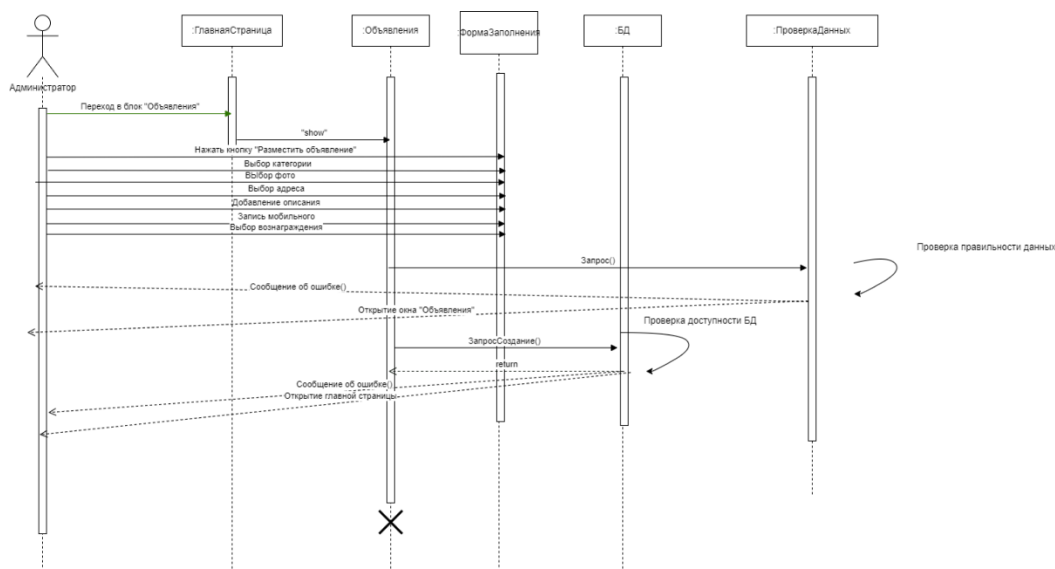 :ГлавнаяСтраница
:Объявления
:ФормаЗаполнения
:БД
:ПроверкаДанных
Администратор
Переход в блок "Объявления"
"show"
Нажать кнопку "Разместить объявление"
Выбор категории
ВЫбор фото
Выбор адреса
Добавление описания
Запись мобильного
Выбор вознаграждения
Проверка правильности данных
Запрос()
Сообщение об ошибке()
Открытие окна "Объявления"
Проверка доступности БД
ЗапросСоздание()
return
Сообщение об ошибке()
Открытие главной страницы